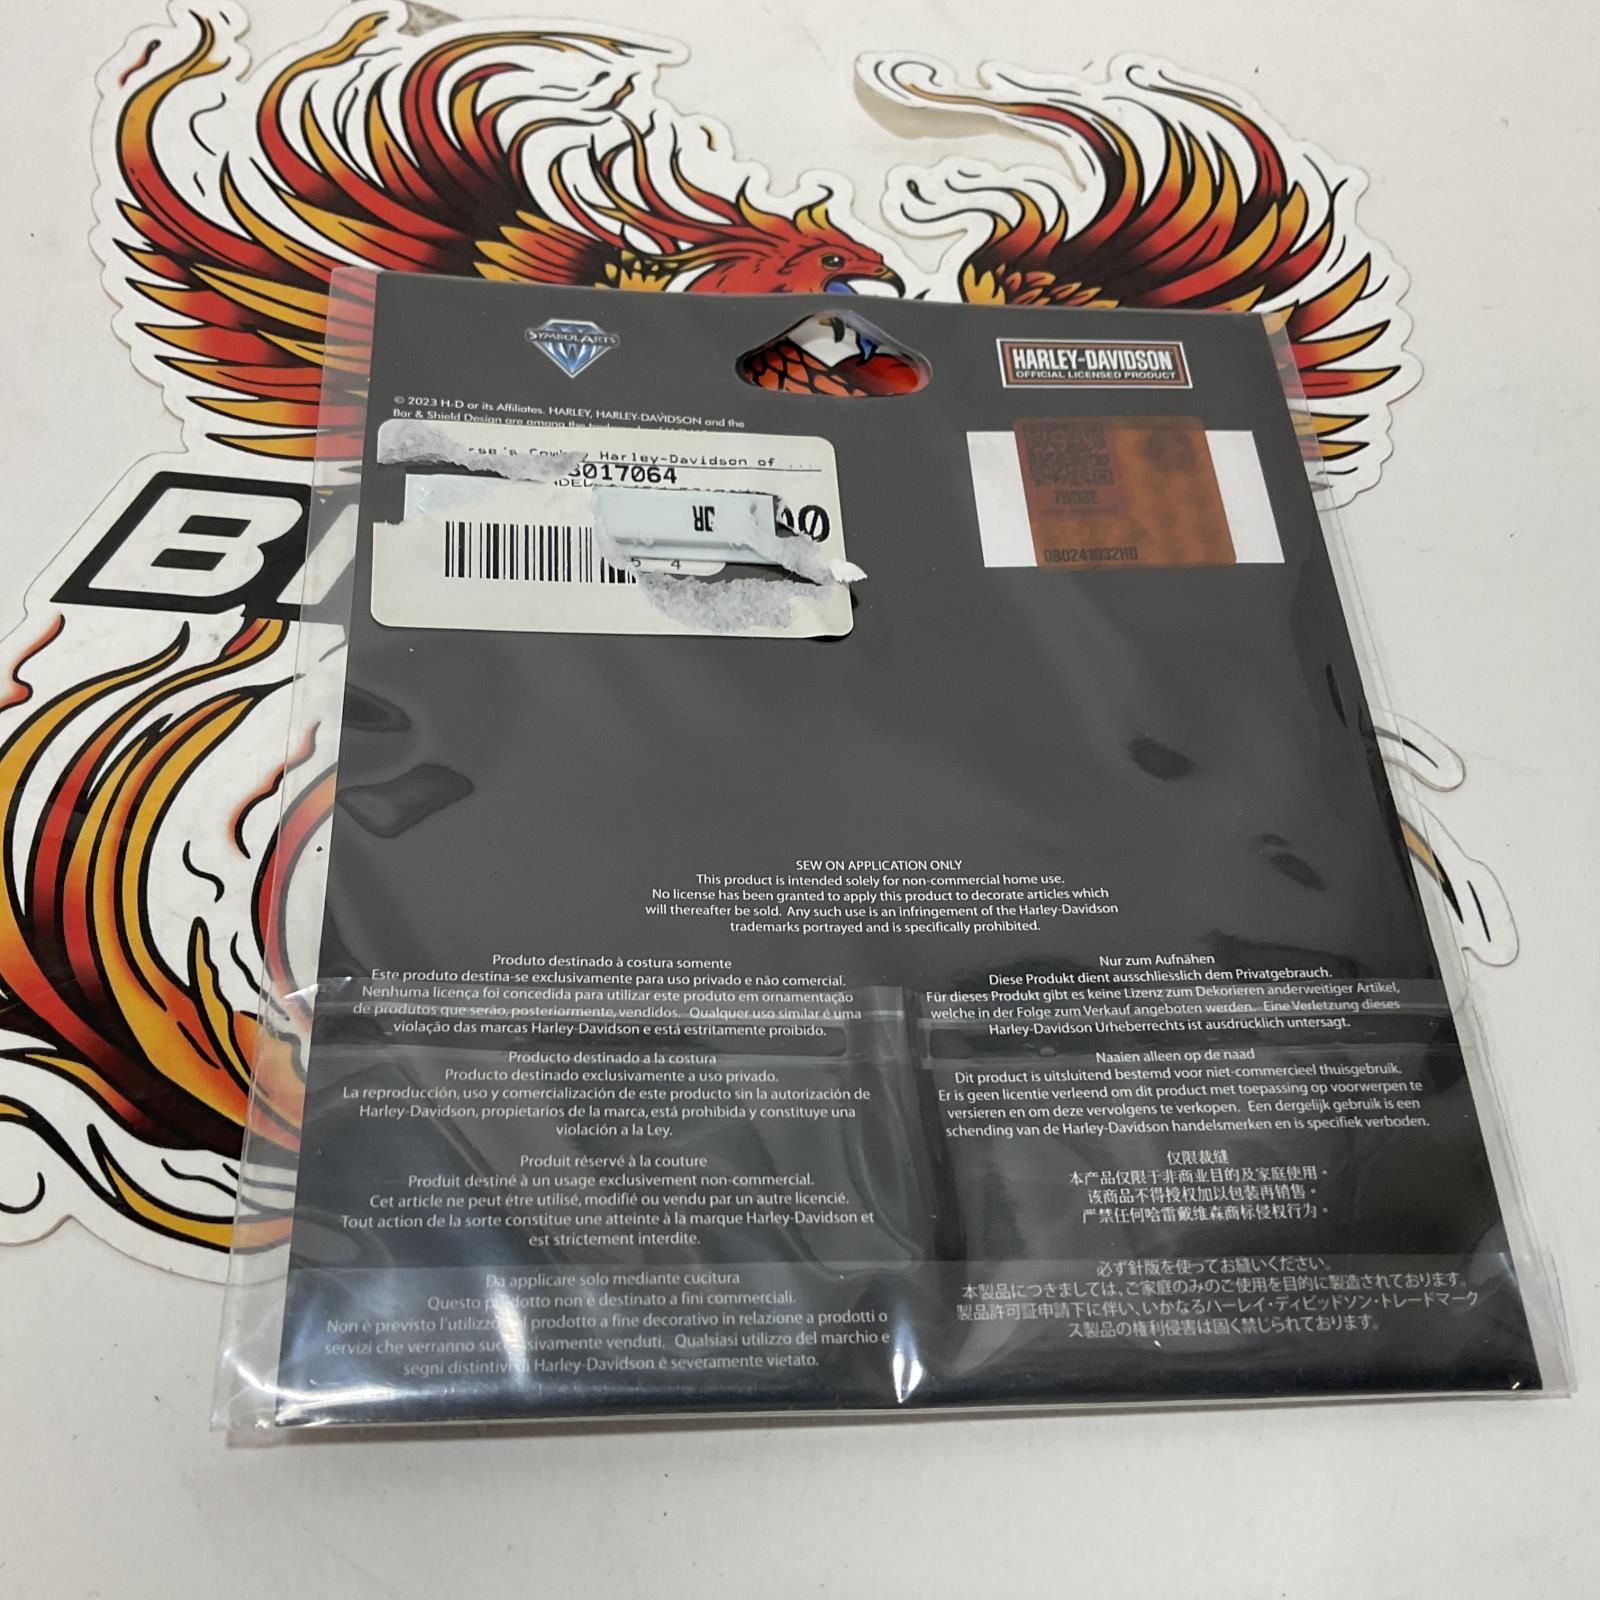 SYMBOLARTS
HARLEY-DAVIDSON
OFFICIAL LICENSED PRODUCT
© 2023 H-D or its Affiliates. HARLEY, HARLEY-DAVIDSON and the
Bar & Shield Design are among the
Harley-Davidson of ...
017064
JR
5 4
7BD3E
080241032HD
B
SEW ON APPLICATION ONLY
This product is intended solely for non-commercial home use.
No license has been granted to apply this product to decorate articles which
will thereafter be sold. Any such use is an infringement of the Harley-Davidson
trademarks portrayed and is specifically prohibited.
Produto destinado à costura somente
Este produto destina-se exclusivamente para uso privado e não comercial.
Nenhuma licença foi concedida para utilizar este produto em ornamentação
de produtos que serão, posteriormente, vendidos. Qualquer uso similar é uma
violação das marcas Harley-Davidson e está estritamente proibido.
Producto destinado a la costura
Producto destinado exclusivamente a uso privado.
La reproducción, uso y comercialización de este producto sin la autorización de
Harley-Davidson, propietarios de la marca, está prohibida y constituye una
violación a la Ley.
Produit réservé à la couture
Produit destiné à un usage exclusivement non-commercial.
Cet article ne peut étre utilisé, modifié ou vendu par un autre licencié.
Tout action de la sorte constitue une atteinte à la marque Harley-Davidson et
est strictement interdite.
Da applicare solo mediante cucitura
Questo prodotto non è destinato a fini commerciali.
Non è previsto l'utilizzo prodotto a fine decorativo in relazione a prodotti o
servizi che verranno successivamente venduti. Qualsiasi utilizzo del marchio e
segni distintivi di Harley-Davidson è severamente vietato.
Nur zum Aufnähen
Diese Produkt dient ausschliesslich dem Privatgebrauch.
Für dieses Produkt gibt es keine Lizenz zum Dekorieren anderweitiger Artikel,
welche in der Folge zum Verkauf angeboten werden. Eine Verletzung dieses
Harley-Davidson Urheberrechts ist ausdrücklich untersagt.
Naaien alleen op de naad
Dit product is uitsluitend bestemd voor niet-commercieel thuisgebruik.
Er is geen licentie verleend om dit product met toepassing op voorwerpen te
versieren en om deze vervolgens te verkopen. Een dergelijk gebruik is een
schending van de Harley-Davidson handelsmerken en is specifiek verboden.
仅限裁缝
本产品仅限于非商业目的及家庭使用。
该商品不得授权加以包装再销售。
严禁任何哈雷戴维森商标侵权行为。
必ず針版を使ってお縫いください。
本製品につきましては、ご家庭のみのご使用を目的に製造されております。
製品許可証申請下に伴い、いかなるハーレイ・ディビッドソン・トレードマーク
ス製品の権利侵害は固く禁じられております。